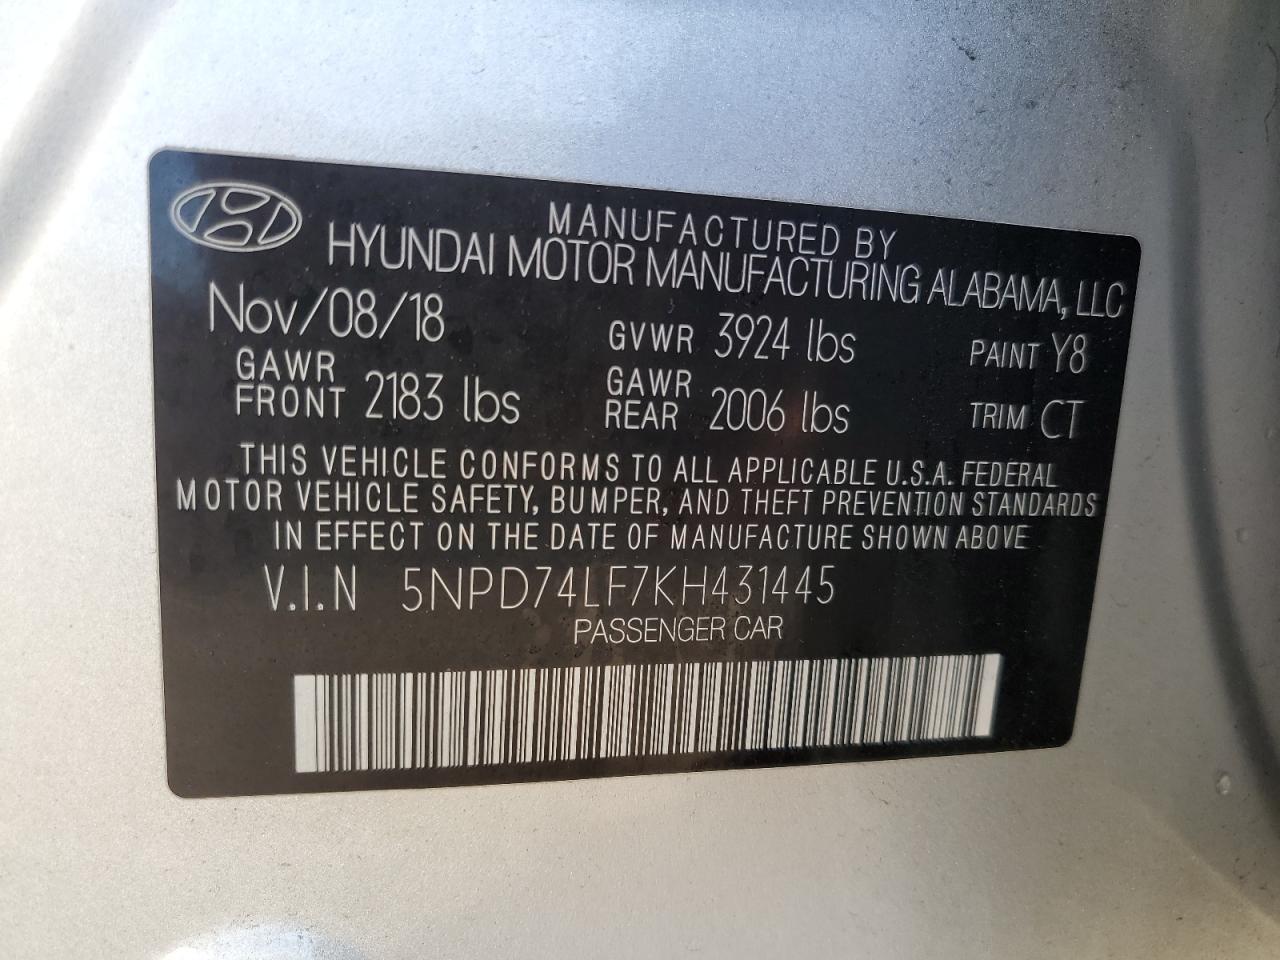 MANUFACTURED BY
HYUNDAI MOTOR MANUFACTURING ALABAMA, LLC
Nov/08/18 GVWR 3924 lbs PAINT Y8
GAWR FRONT 2183 lbs GAWR REAR 2006 lbs TRIM CT
THIS VEHICLE CONFORMS TO ALL APPLICABLE U.S.A. FEDERAL
MOTOR VEHICLE SAFETY, BUMPER, AND THEFT PREVENTION STANDARDS
IN EFFECT ON THE DATE OF MANUFACTURE SHOWN ABOVE
V.I.N 5NPD74LF7KH431445
PASSENGER CAR